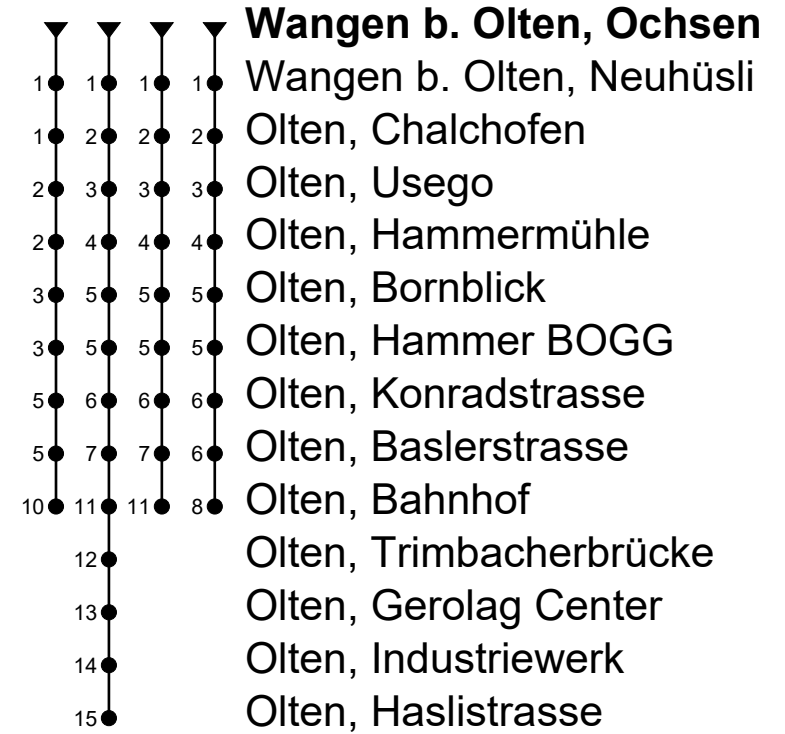 Wangen b. Olten, Ochsen
1 1 1 1 Wangen b. Olten, Neuhüsli
1 2 2 2 Olten, Chalchofen
2 3 3 3 Olten, Usego
2 4 4 4 Olten, Hammermühle
3 5 5 5 Olten, Bornblick
3 5 5 5 Olten, Hammer BOGG
5 6 6 6 Olten, Konradstrasse
5 7 7 6 Olten, Baslerstrasse
10 11 11 8 Olten, Bahnhof
12 Olten, Trimbacherbrücke
13 Olten, Gerolag Center
14 Olten, Industriewerk
15 Olten, Haslistrasse